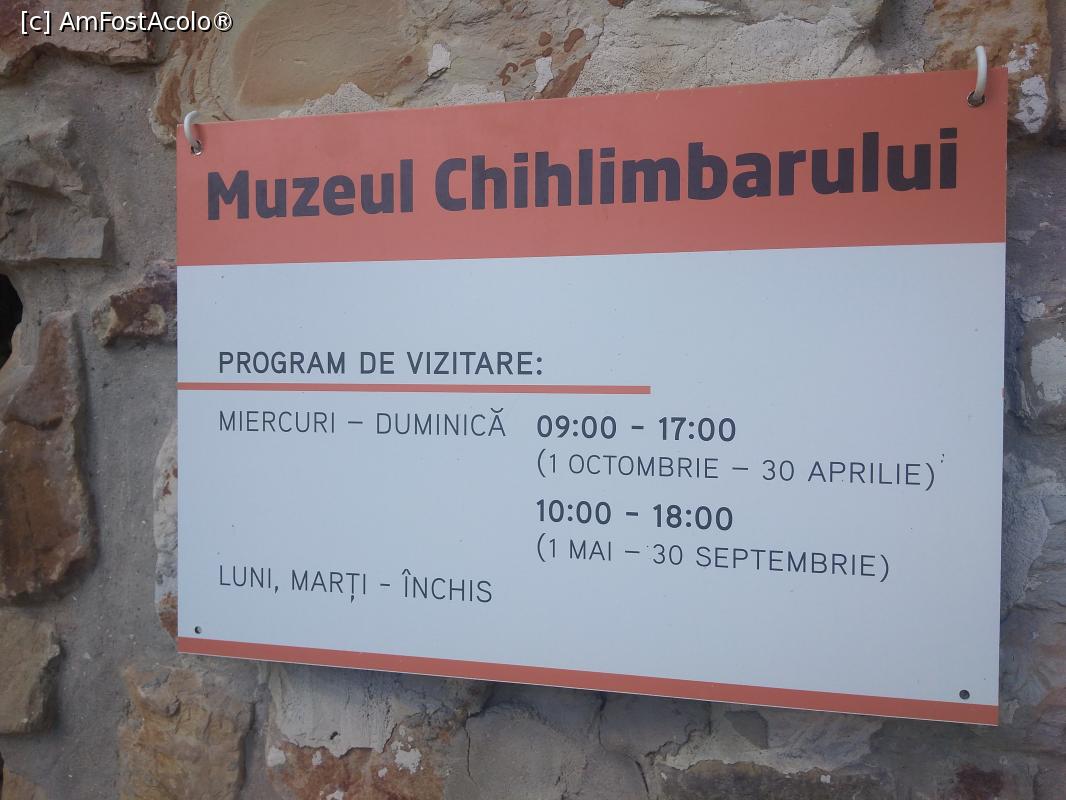 [c] AmFostAcolo®
Muzeul Chihlimbarului
PROGRAM DE VIZITARE:
MIERCURI – DUMINICĂ 09:00 - 17:00
(1 OCTOMBRIE – 30 APRILIE)
10:00 - 18:00
(1 MAI – 30 SEPTEMBRIE)
LUNI, MARȚI - ÎNCHIS